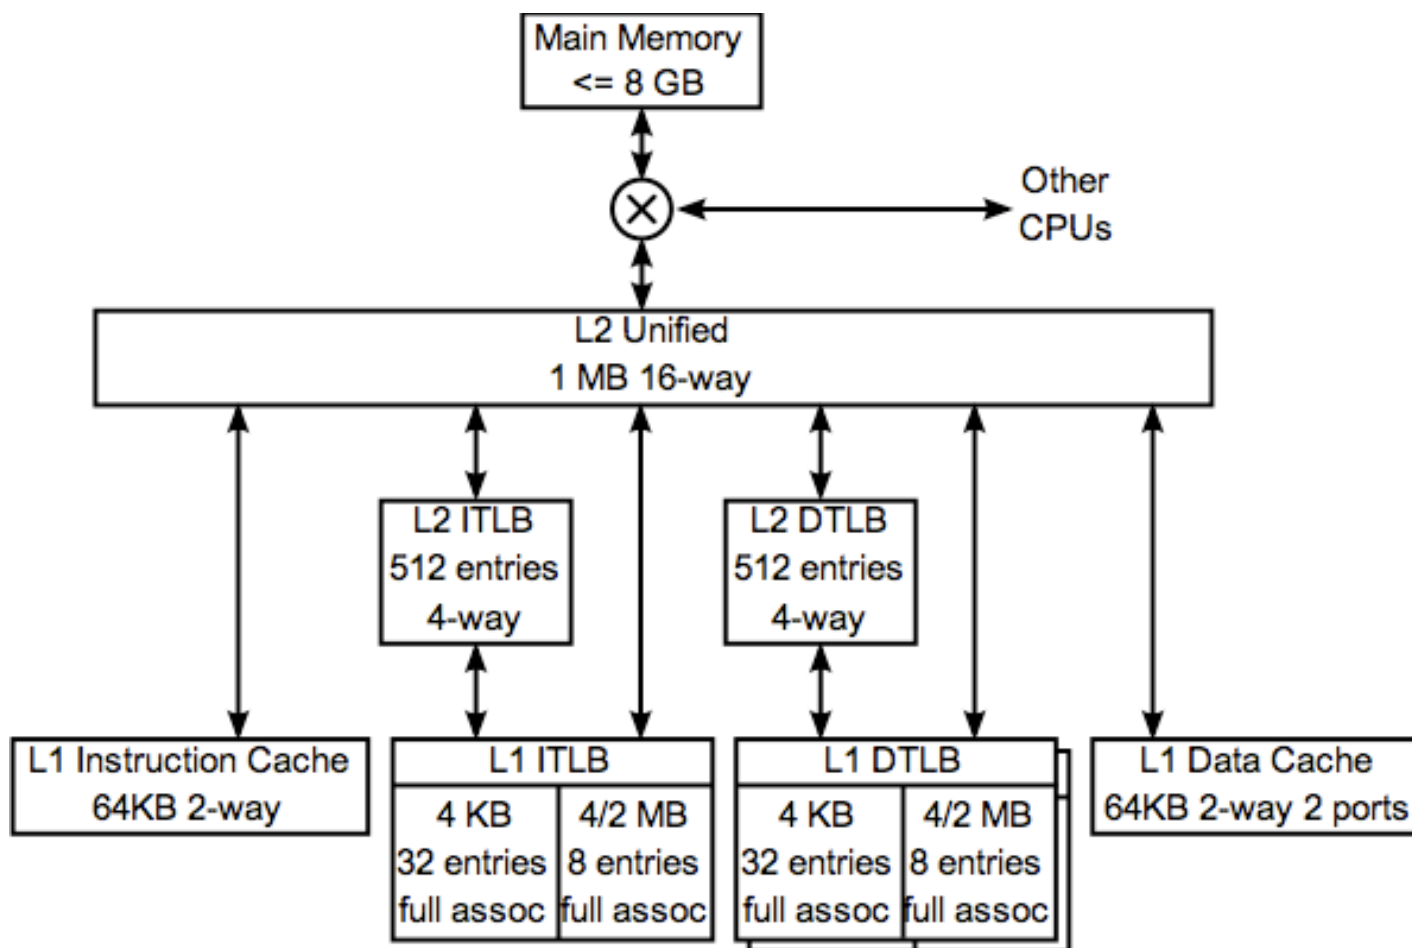 Main Memory
<= 8 GB
Other
CPUs
L2 Unified
1 MB 16-way
L2 ITLB
512 entries
4-way
L2 DTLB
512 entries
4-way
L1 Instruction Cache
64KB 2-way
L1 ITLB
4 KB
32 entries
full assoc
4/2 MB
8 entries
full assoc
L1 DTLB
4 KB
32 entries
full assoc
4/2 MB
8 entries
full assoc
L1 Data Cache
64KB 2-way 2 ports